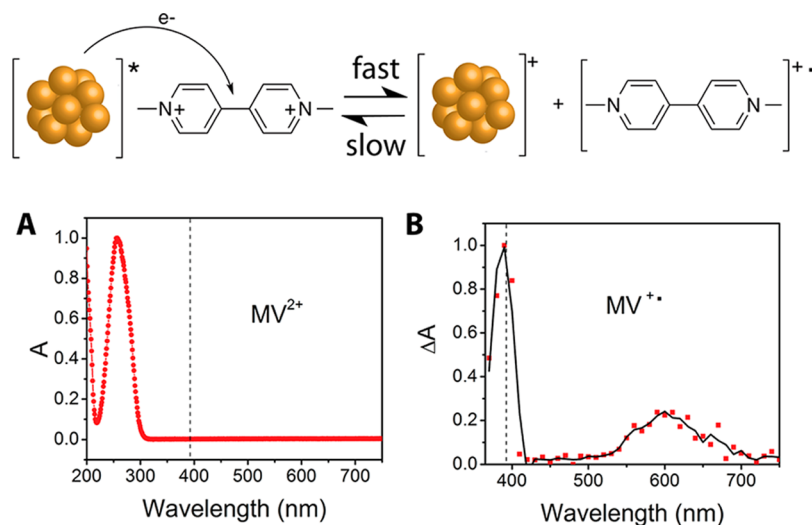 e-
[ ]* N+ +N fast slow [ ]+ + [ N N ]+▪
A
1.0
0.8
0.6
0.4
0.2
0.0
A
MV2+
200 300 400 500 600 700
Wavelength (nm)
B
1.0
0.8
0.6
0.4
0.2
0.0
ΔA
MV+▪
400 500 600 700
Wavelength (nm)